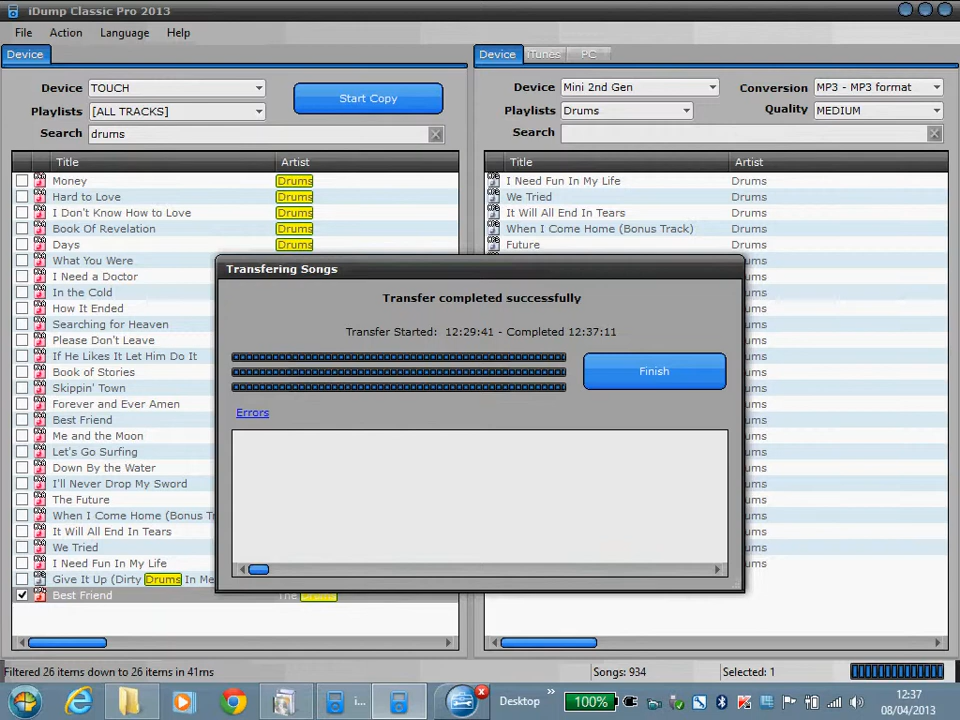 iDump Classic Pro 2013
File Action Language Help
Device
Device TOUCH
Playlists [ALL TRACKS]
Search drums
Start Copy
Title Artist
Money Drums
Hard to Love Drums
I Don't Know How to Love Drums
Book Of Revelation Drums
Days Drums
What You Were
I Need a Doctor
In the Cold
How It Ended
Searching for Heaven
Please Don't Leave
If He Likes It Let Him Do It
Book of Stories
Skippin' Town
Forever and Ever Amen
Best Friend
Me and the Moon
Let's Go Surfing
Down By the Water
I'll Never Drop My Sword
The Future
When I Come Home (Bonus Tr
It Will All End In Tears
We Tried
I Need Fun In My Life
Give It Up (Dirty Drums In Me
Best Friend The Drums
Device iTunes PC
Device Mini 2nd Gen
Playlists Drums
Search
Conversion MP3 - MP3 format
Quality MEDIUM
Title Artist
I Need Fun In My Life Drums
We Tried Drums
It Will All End In Tears Drums
When I Come Home (Bonus Track) Drums
Future Drums
Transfering Songs
Transfer completed successfully
Transfer Started: 12:29:41 - Completed 12:37:11
Finish
Errors
Filtered 26 items down to 26 items in 41ms
Songs: 934
Selected: 1
i...
Desktop
100%
12:37
08/04/2013